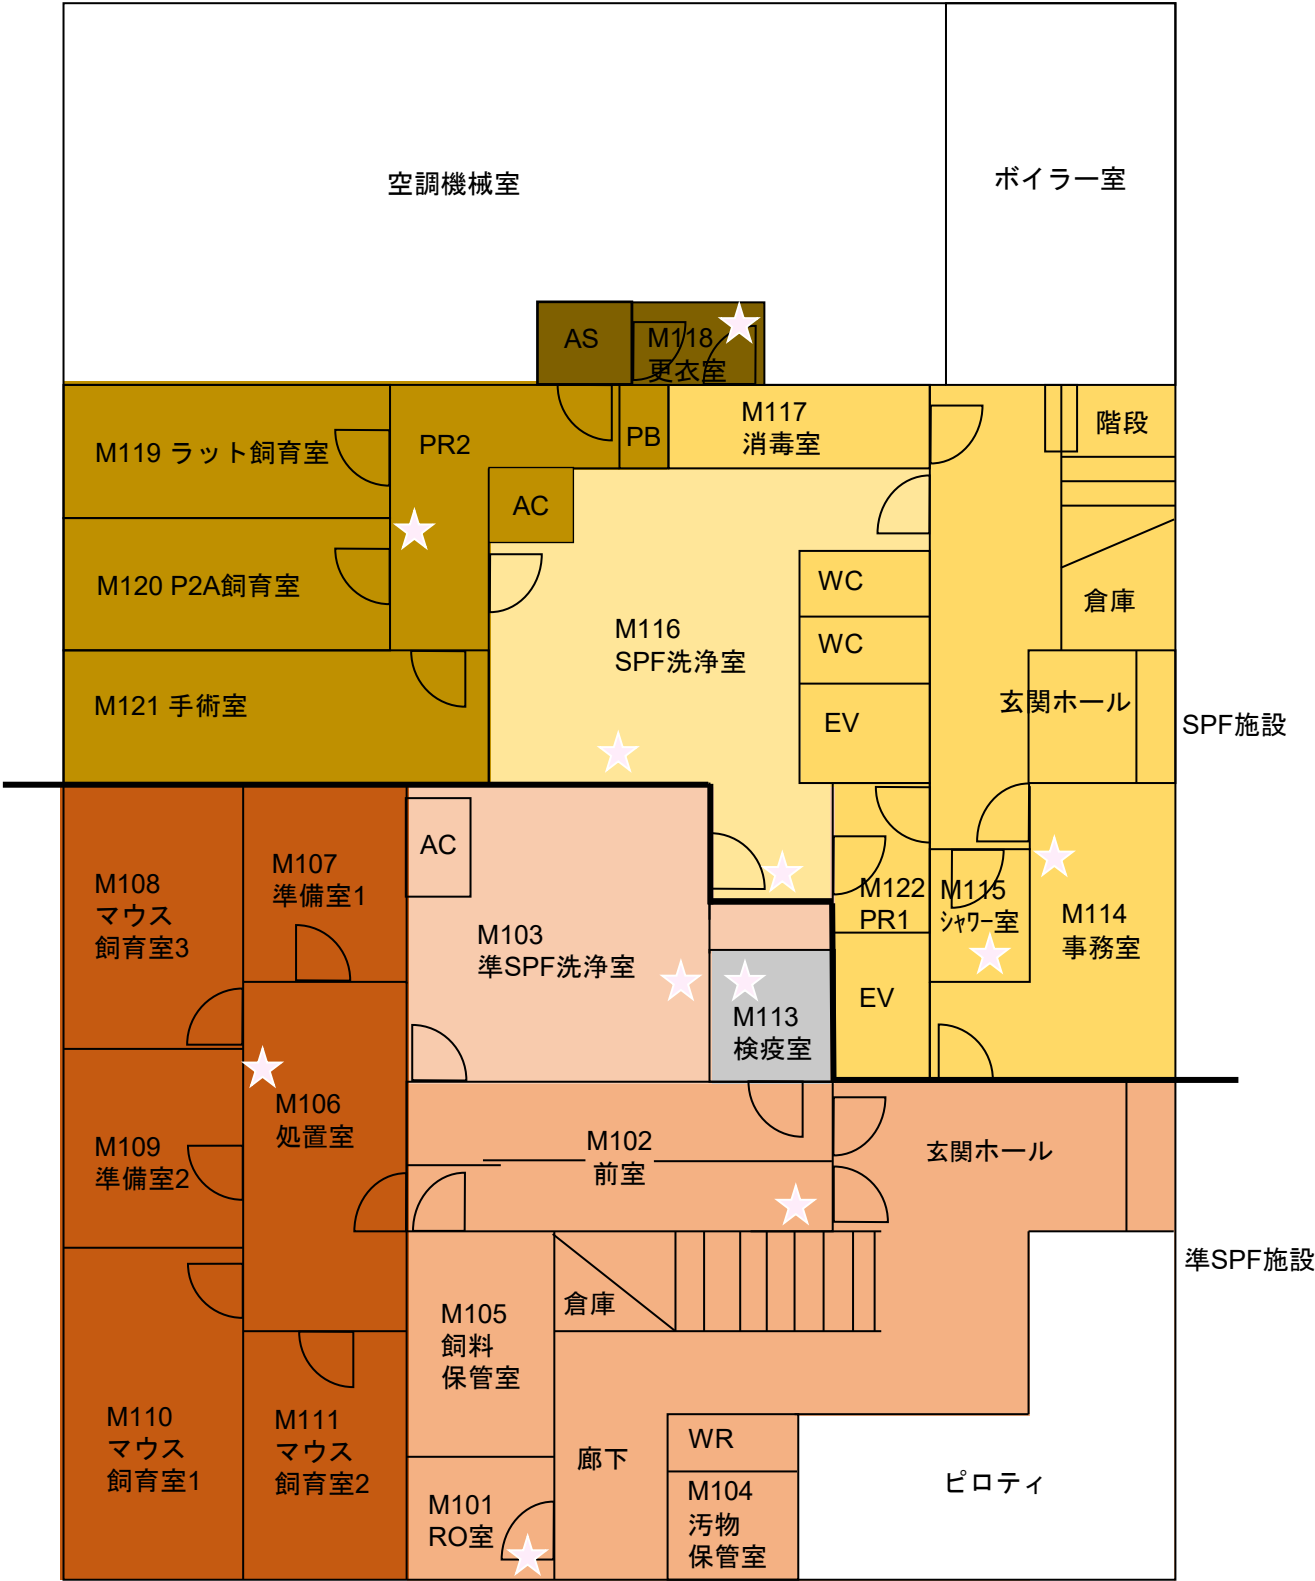 空調機械室
ボイラー室
AS
M118
更衣室
M119 ラット飼育室
PR2
PB
M117
消毒室
階段
AC
M120 P2A飼育室
WC
倉庫
M116
SPF洗浄室
WC
M121 手術室
EV
玄関ホール
SPF施設
AC
M107
準備室1
M108
マウス
飼育室3
M103
準SPF洗浄室
M122
PR1
M115
シャワー室
M114
事務室
EV
M113
検疫室
M106
処置室
M109
準備室2
M102
前室
玄関ホール
準SPF施設
倉庫
M105
飼料
保管室
M110
マウス
飼育室1
M111
マウス
飼育室2
廊下
WR
M101
RO室
M104
汚物
保管室
ピロティ